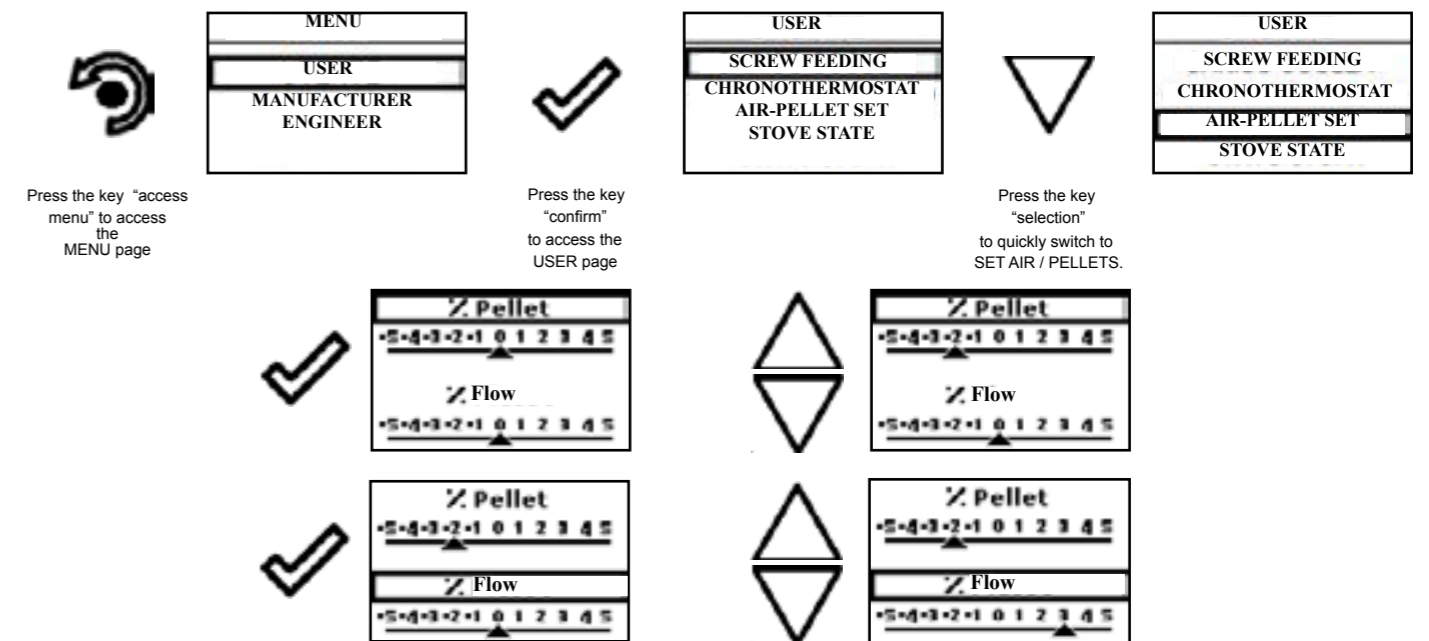 MENU
USER
MANUFACTURER
ENGINEER
USER
SCREW FEEDING
CHRONOTHERMOSTAT
AIR-PELLET SET
STOVE STATE
USER
SCREW FEEDING
CHRONOTHERMOSTAT
AIR-PELLET SET
STOVE STATE
Press the key “access
menu” to access
the
MENU page
Press the key
“confirm”
to access the
USER page
Press the key
“selection”
to quickly switch to
SET AIR / PELLETS.
% Pellet
-5-4-3-2-1 0 1 2 3 4 5
% Flow
-5-4-3-2-1 0 1 2 3 4 5
% Pellet
-5-4-3-2-1 0 1 2 3 4 5
% Flow
-5-4-3-2-1 0 1 2 3 4 5
% Pellet
-5-4-3-2-1 0 1 2 3 4 5
% Flow
-5-4-3-2-1 0 1 2 3 4 5
% Pellet
-5-4-3-2-1 0 1 2 3 4 5
% Flow
-5-4-3-2-1 0 1 2 3 4 5